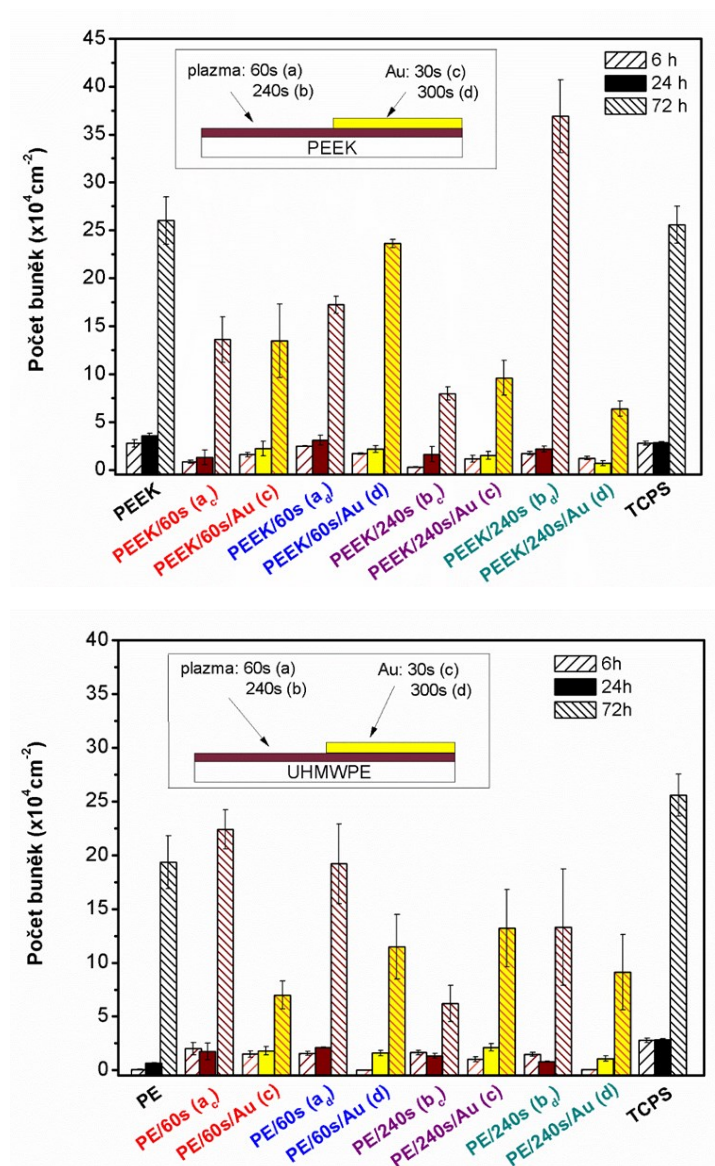 45
40
35
30
25
20
15
10
5
0
Počet buněk (x10⁴cm⁻²)
plazma: 60s (a)
240s (b)
Au: 30s (c)
300s (d)
PEEK
6 h
24 h
72 h
PEEK
PEEK/60s (a_c)
PEEK/60s/Au (c)
PEEK/60s (a_d)
PEEK/60s/Au (d)
PEEK/240s (b_c)
PEEK/240s/Au (c)
PEEK/240s (b_d)
PEEK/240s/Au (d)
TCPS
40
35
30
25
20
15
10
5
0
Počet buněk (x10⁴cm⁻²)
plazma: 60s (a)
240s (b)
Au: 30s (c)
300s (d)
UHMWPE
6h
24h
72h
PE
PE/60s (a_c)
PE/60s/Au (c)
PE/60s (a_d)
PE/60s/Au (d)
PE/240s (b_c)
PE/240s/Au (c)
PE/240s (b_d)
PE/240s/Au (d)
TCPS